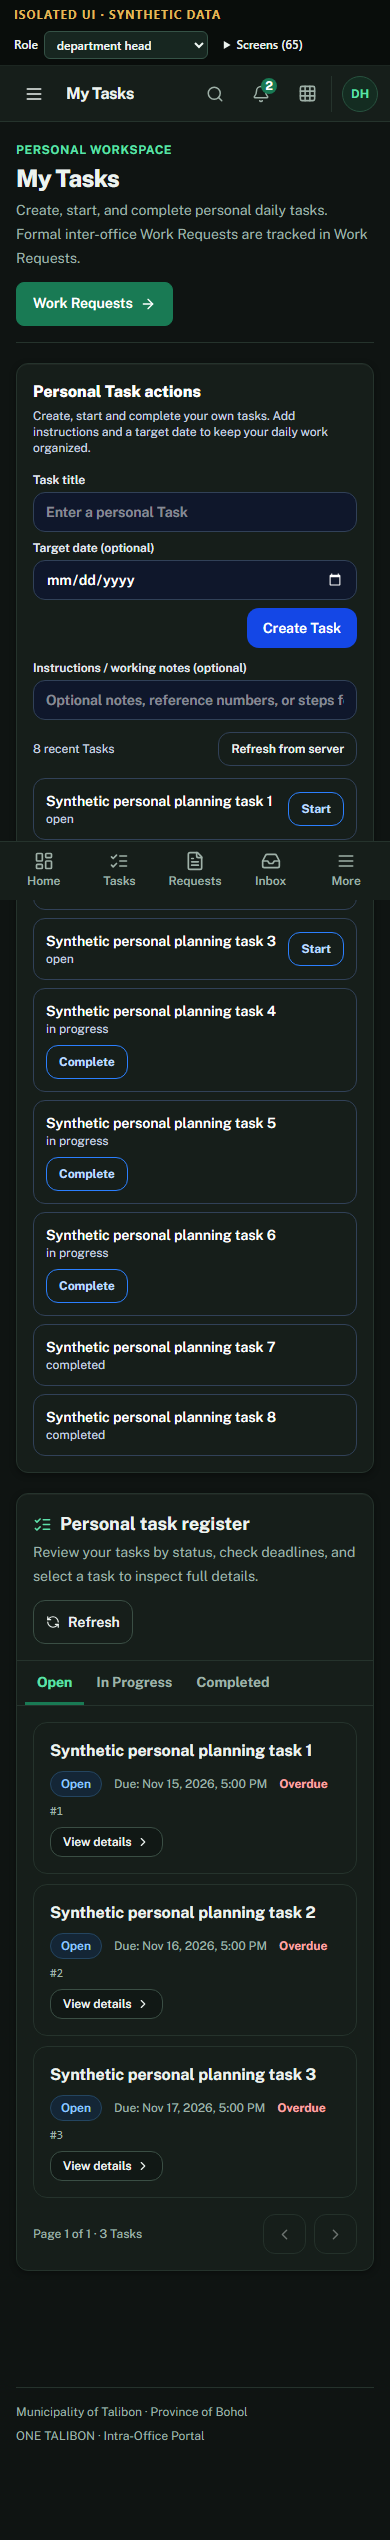 ISOLATED UI · SYNTHETIC DATA
Role department head ▶ Screens (65)
My Tasks 2 DH
PERSONAL WORKSPACE
My Tasks
Create, start, and complete personal daily tasks.
Formal inter-office Work Requests are tracked in Work
Requests.
Work Requests →
Personal Task actions
Create, start and complete your own tasks. Add
instructions and a target date to keep your daily work
organized.
Task title
Enter a personal Task
Target date (optional)
mm/dd/yyyy
Create Task
Instructions / working notes (optional)
Optional notes, reference numbers, or steps f
8 recent Tasks Refresh from server
Synthetic personal planning task 1
open
Start
Home Tasks Requests Inbox More
Synthetic personal planning task 3
open
Start
Synthetic personal planning task 4
in progress
Complete
Synthetic personal planning task 5
in progress
Complete
Synthetic personal planning task 6
in progress
Complete
Synthetic personal planning task 7
completed
Synthetic personal planning task 8
completed
Personal task register
Review your tasks by status, check deadlines, and
select a task to inspect full details.
Refresh
Open In Progress Completed
Synthetic personal planning task 1
Open Due: Nov 15, 2026, 5:00 PM Overdue
#1
View details
Synthetic personal planning task 2
Open Due: Nov 16, 2026, 5:00 PM Overdue
#2
View details
Synthetic personal planning task 3
Open Due: Nov 17, 2026, 5:00 PM Overdue
#3
View details
Page 1 of 1 · 3 Tasks
Municipality of Talibon · Province of Bohol
ONE TALIBON · Intra-Office Portal